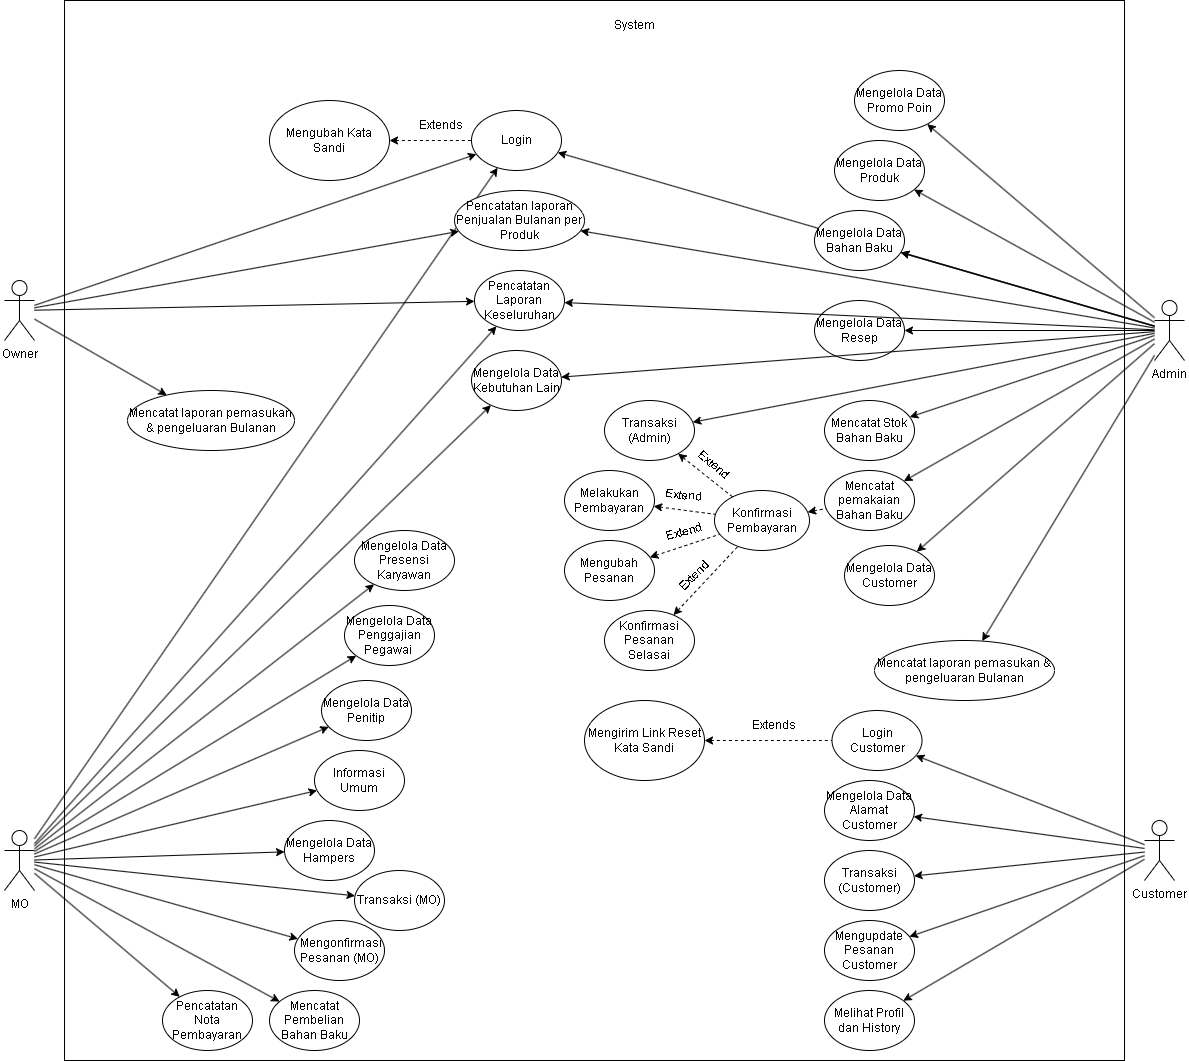 System
Mengelola Data
Promo Poin
Mengubah Kata
Sandi
Extends
Login
Mengelola Data
Produk
Pencatatan laporan
Penjualan Bulanan per
Produk
Mengelola Data
Bahan Baku
Pencatatan
Laporan
Keseluruhan
Mengelola Data
Resep
Owner
Admin
Mengelola Data
Kebutuhan Lain
Mencatat laporan pemasukan
& pengeluaran Bulanan
Transaksi
(Admin)
Mencatat Stok
Bahan Baku
Extend
Melakukan
Pembayaran
Extend
Konfirmasi
Pembayaran
Mencatat
pemakaian
Bahan Baku
Extend
Mengubah
Pesanan
Extend
Mengelola Data
Customer
Mengelola Data
Presensi
Karyawan
Mengelola Data
Penggajian
Pegawai
Konfirmasi
Pesanan
Selasai
Mencatat laporan pemasukan &
pengeluaran Bulanan
Mengelola Data
Penitip
Mengirim Link Reset
Kata Sandi
Extends
Login
Customer
Informasi
Umum
Mengelola Data
Alamat
Customer
Mengelola Data
Hampers
MO
Transaksi (MO)
Transaksi
(Customer)
Customer
Mengonfirmasi
Pesanan (MO)
Mengupdate
Pesanan
Customer
Pencatatan
Nota
Pembayaran
Mencatat
Pembelian
Bahan Baku
Melihat Profil
dan History